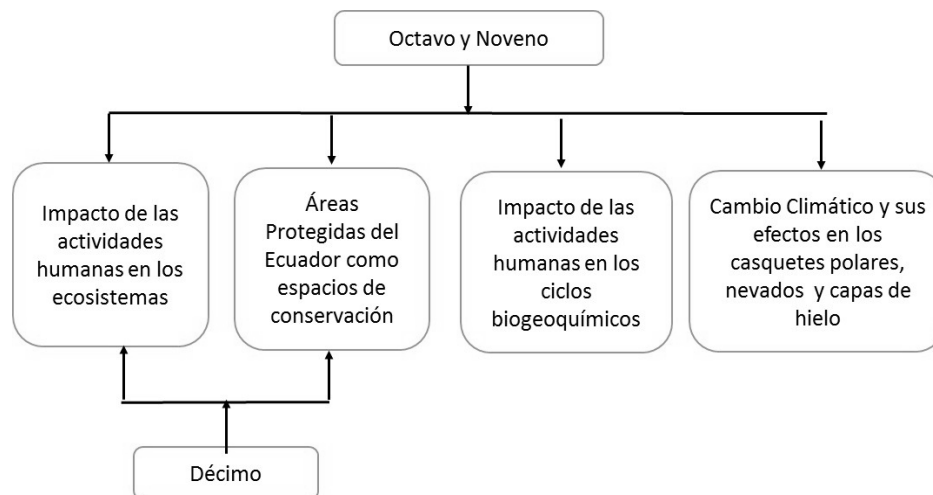 Octavo y Noveno
Impacto de las
actividades
humanas en los
ecosistemas
Áreas
Protegidas del
Ecuador como
espacios de
conservación
Impacto de las
actividades
humanas en los
ciclos
biogeoquímicos
Cambio Climático y sus
efectos en los
casquetes polares,
nevados y capas de
hielo
Décimo